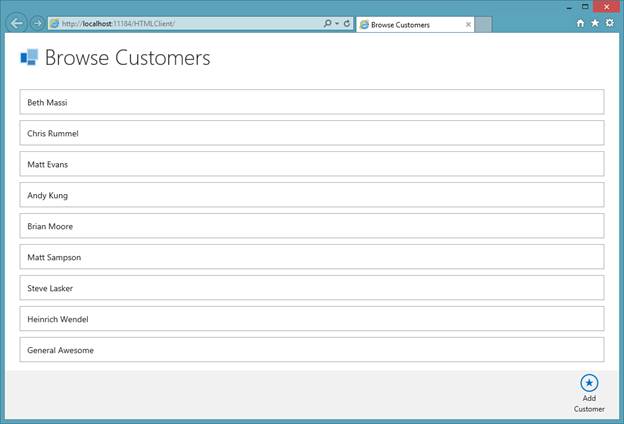 http://localhost:11184/HTMLClient/
Browse Customers
Browse Customers
Beth Massi
Chris Rummel
Matt Evans
Andy Kung
Brian Moore
Matt Sampson
Steve Lasker
Heinrich Wendel
General Awesome
Add
Customer